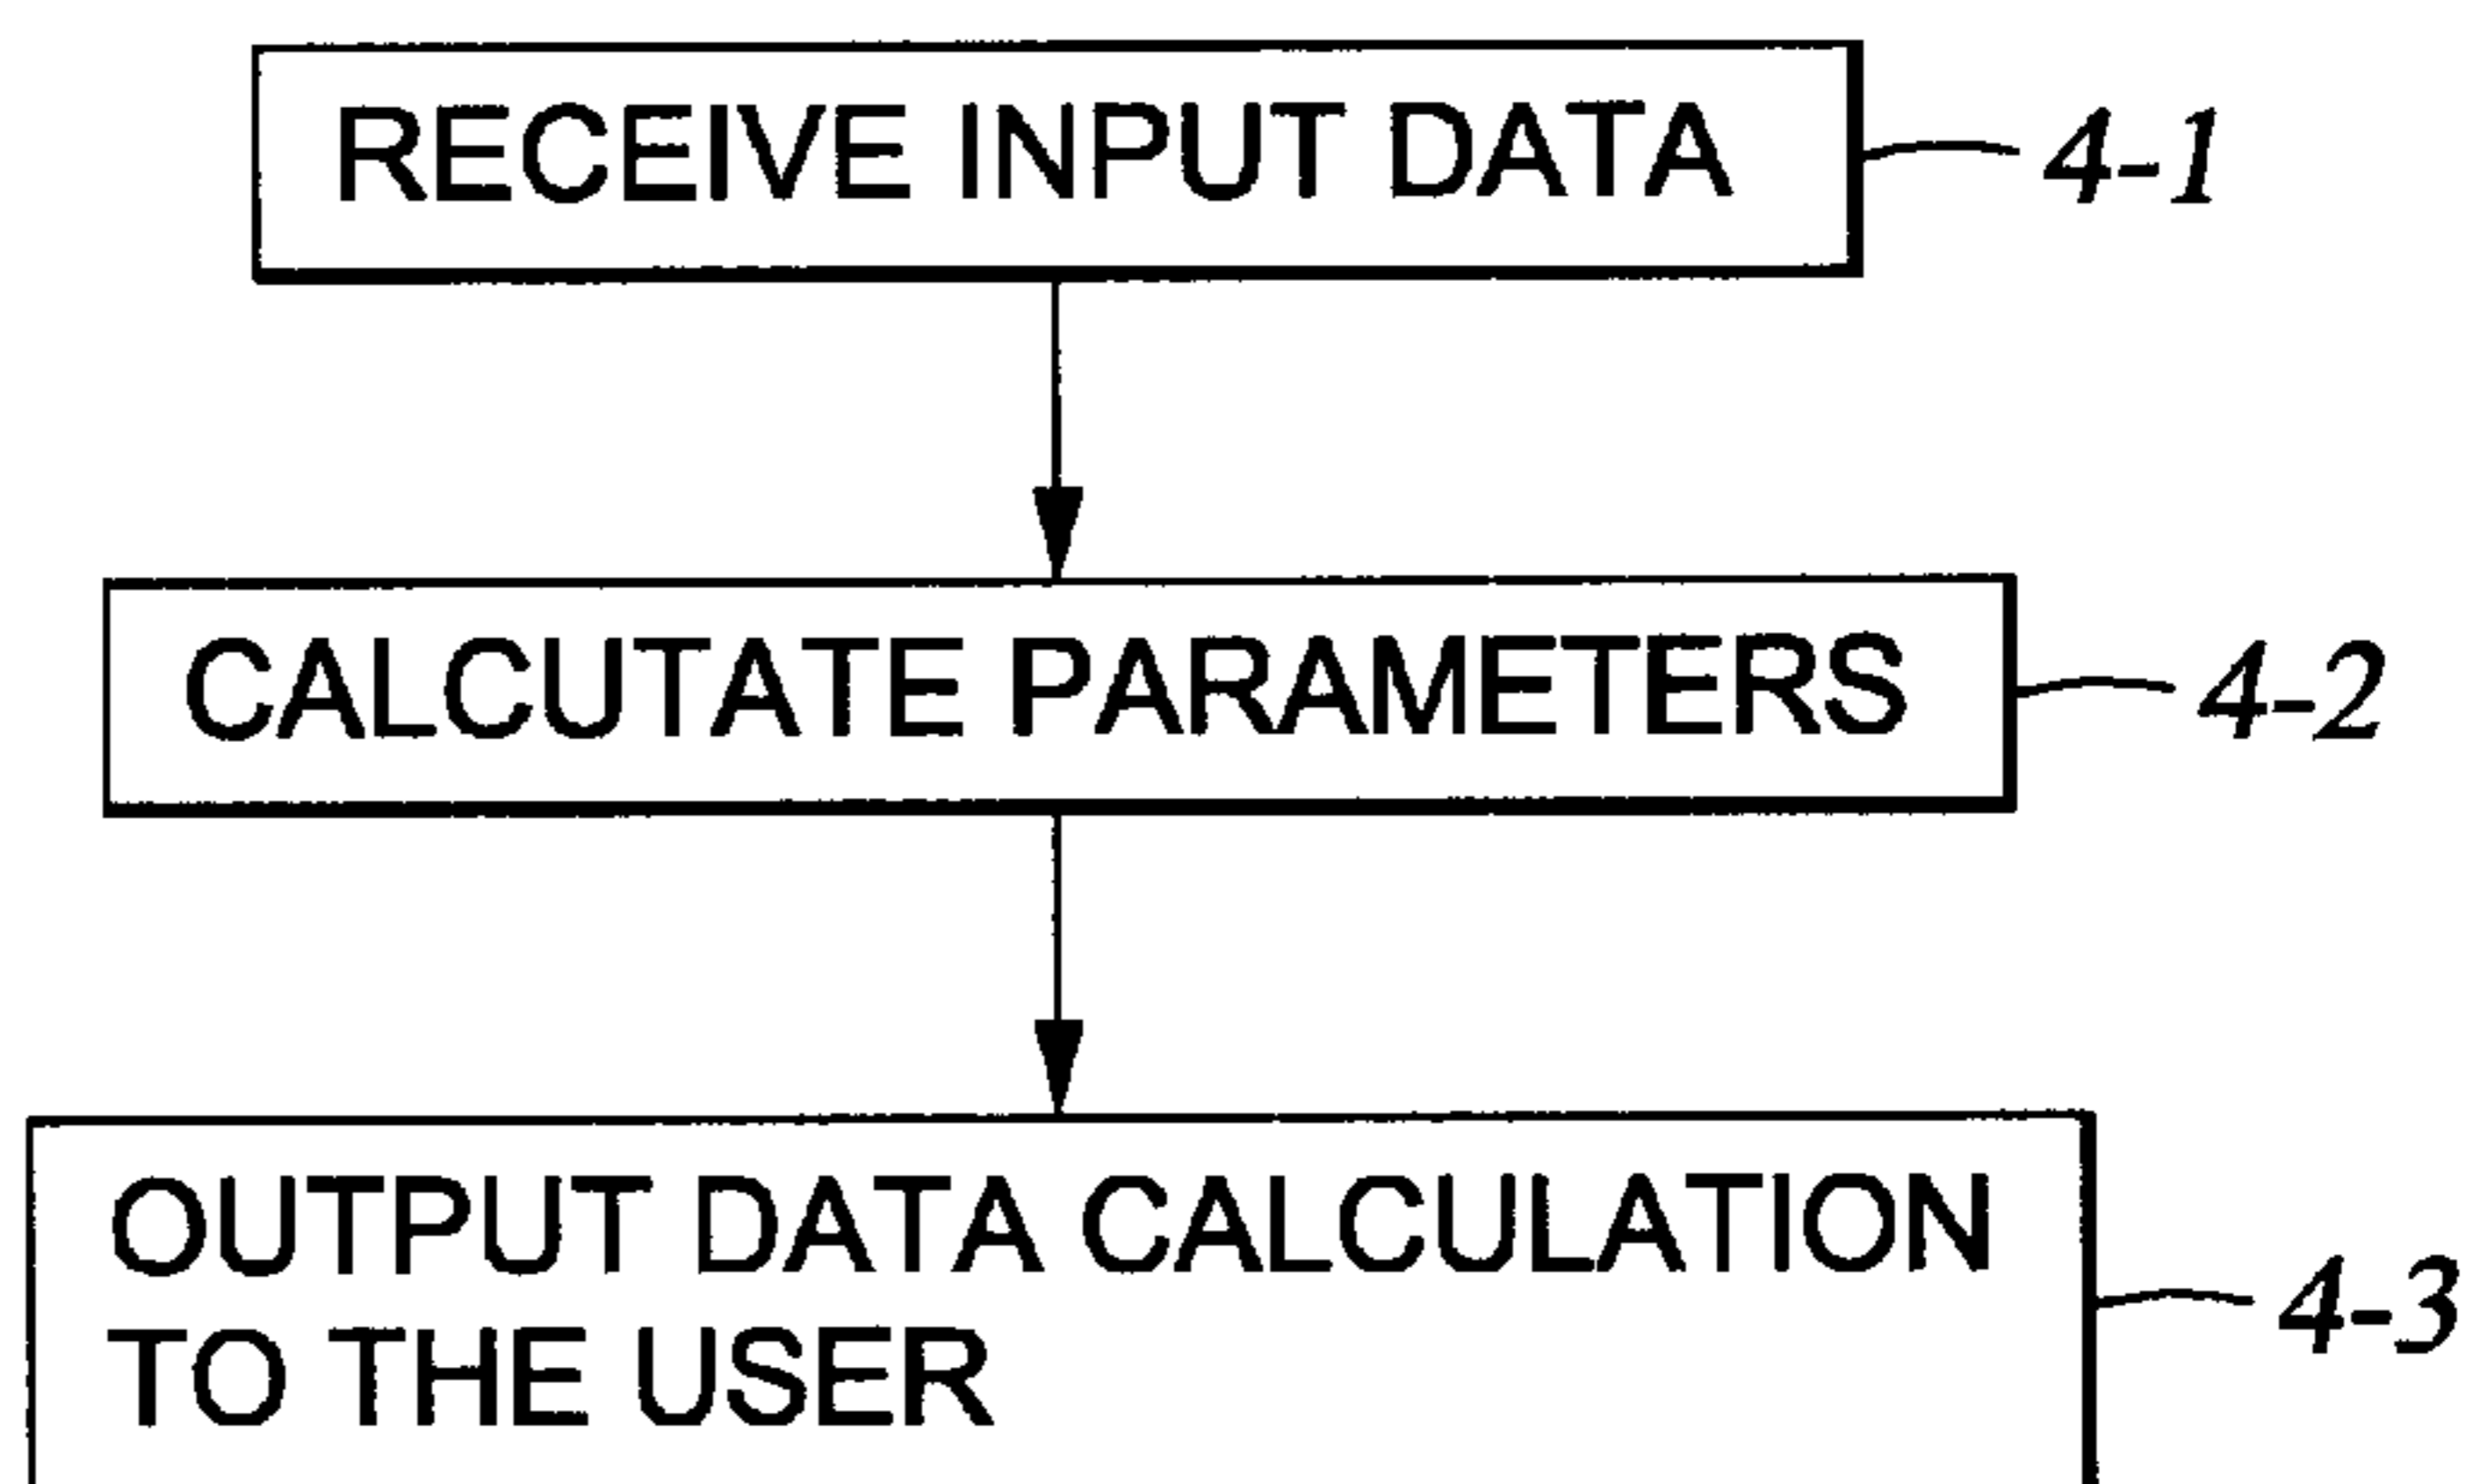 RECEIVE INPUT DATA 4-1
CALCUTATE PARAMETERS 4-2
OUTPUT DATA CALCULATION
TO THE USER 4-3